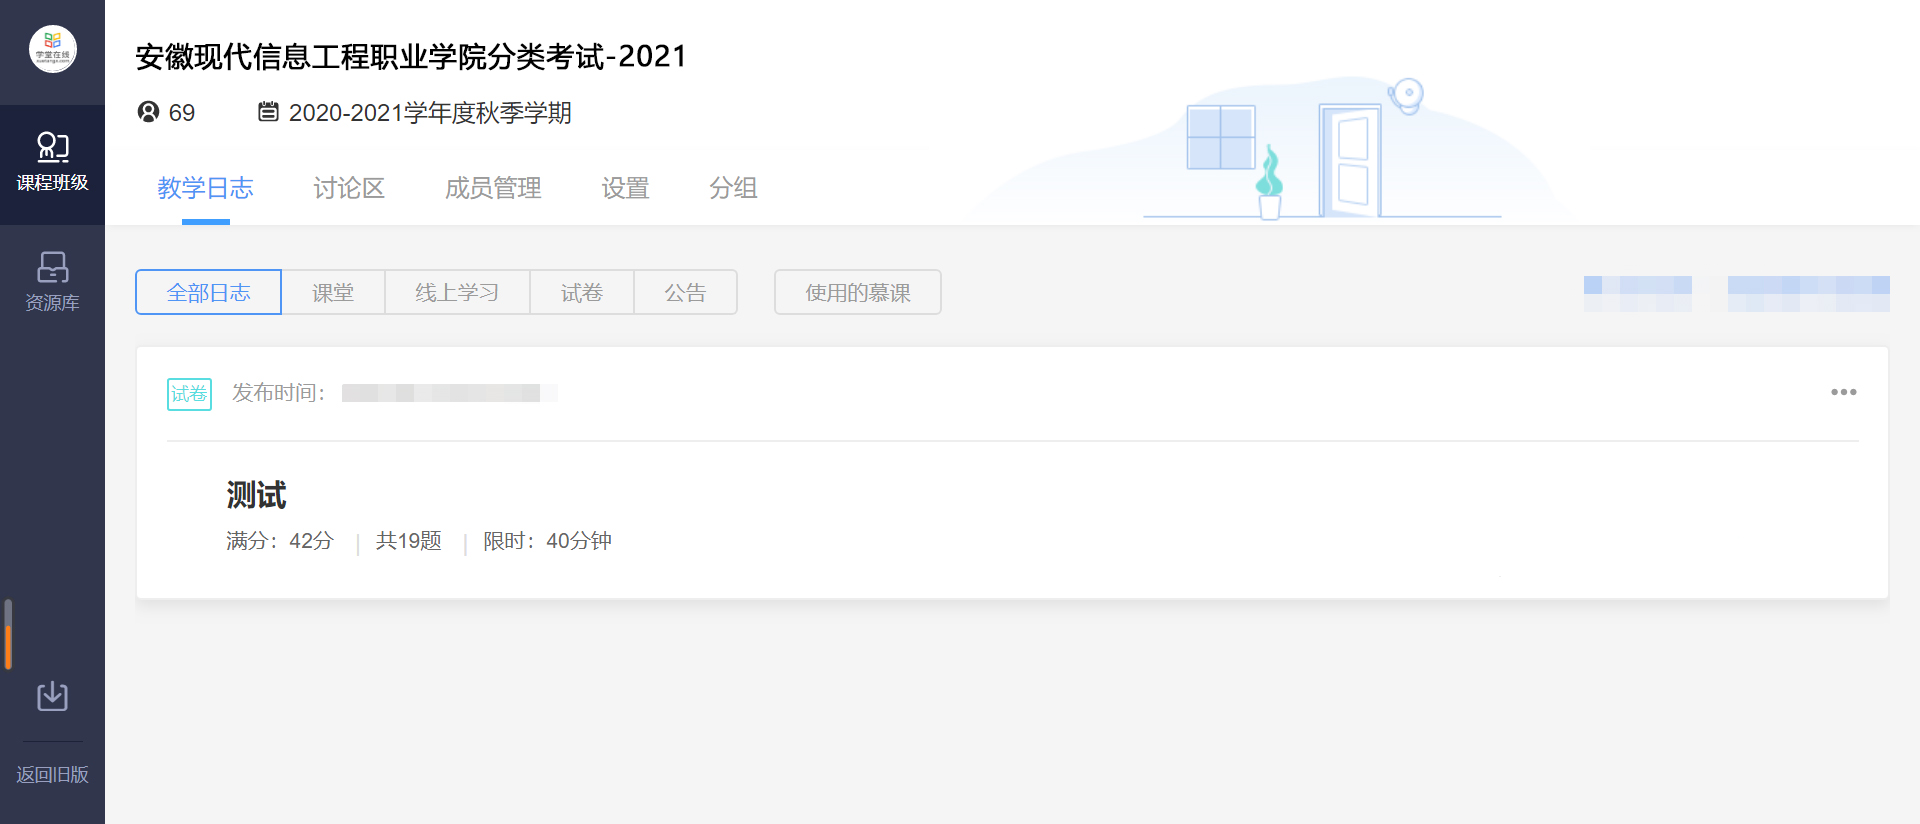 学堂在线
课程班级
资源库
返回旧版
安徽现代信息工程职业学院分类考试-2021
69 2020-2021学年度秋季学期
教学日志 讨论区 成员管理 设置 分组
全部日志 课堂 线上学习 试卷 公告 使用的慕课
试卷 发布时间：
测试
满分：42分 | 共19题 | 限时：40分钟